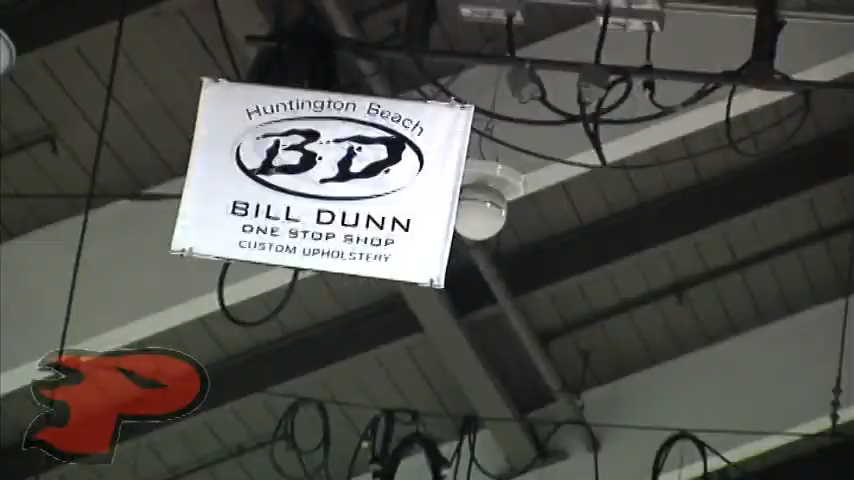 Huntington Beach
BD
BILL DUNN
ONE STOP SHOP
CUSTOM UPHOLSTERY